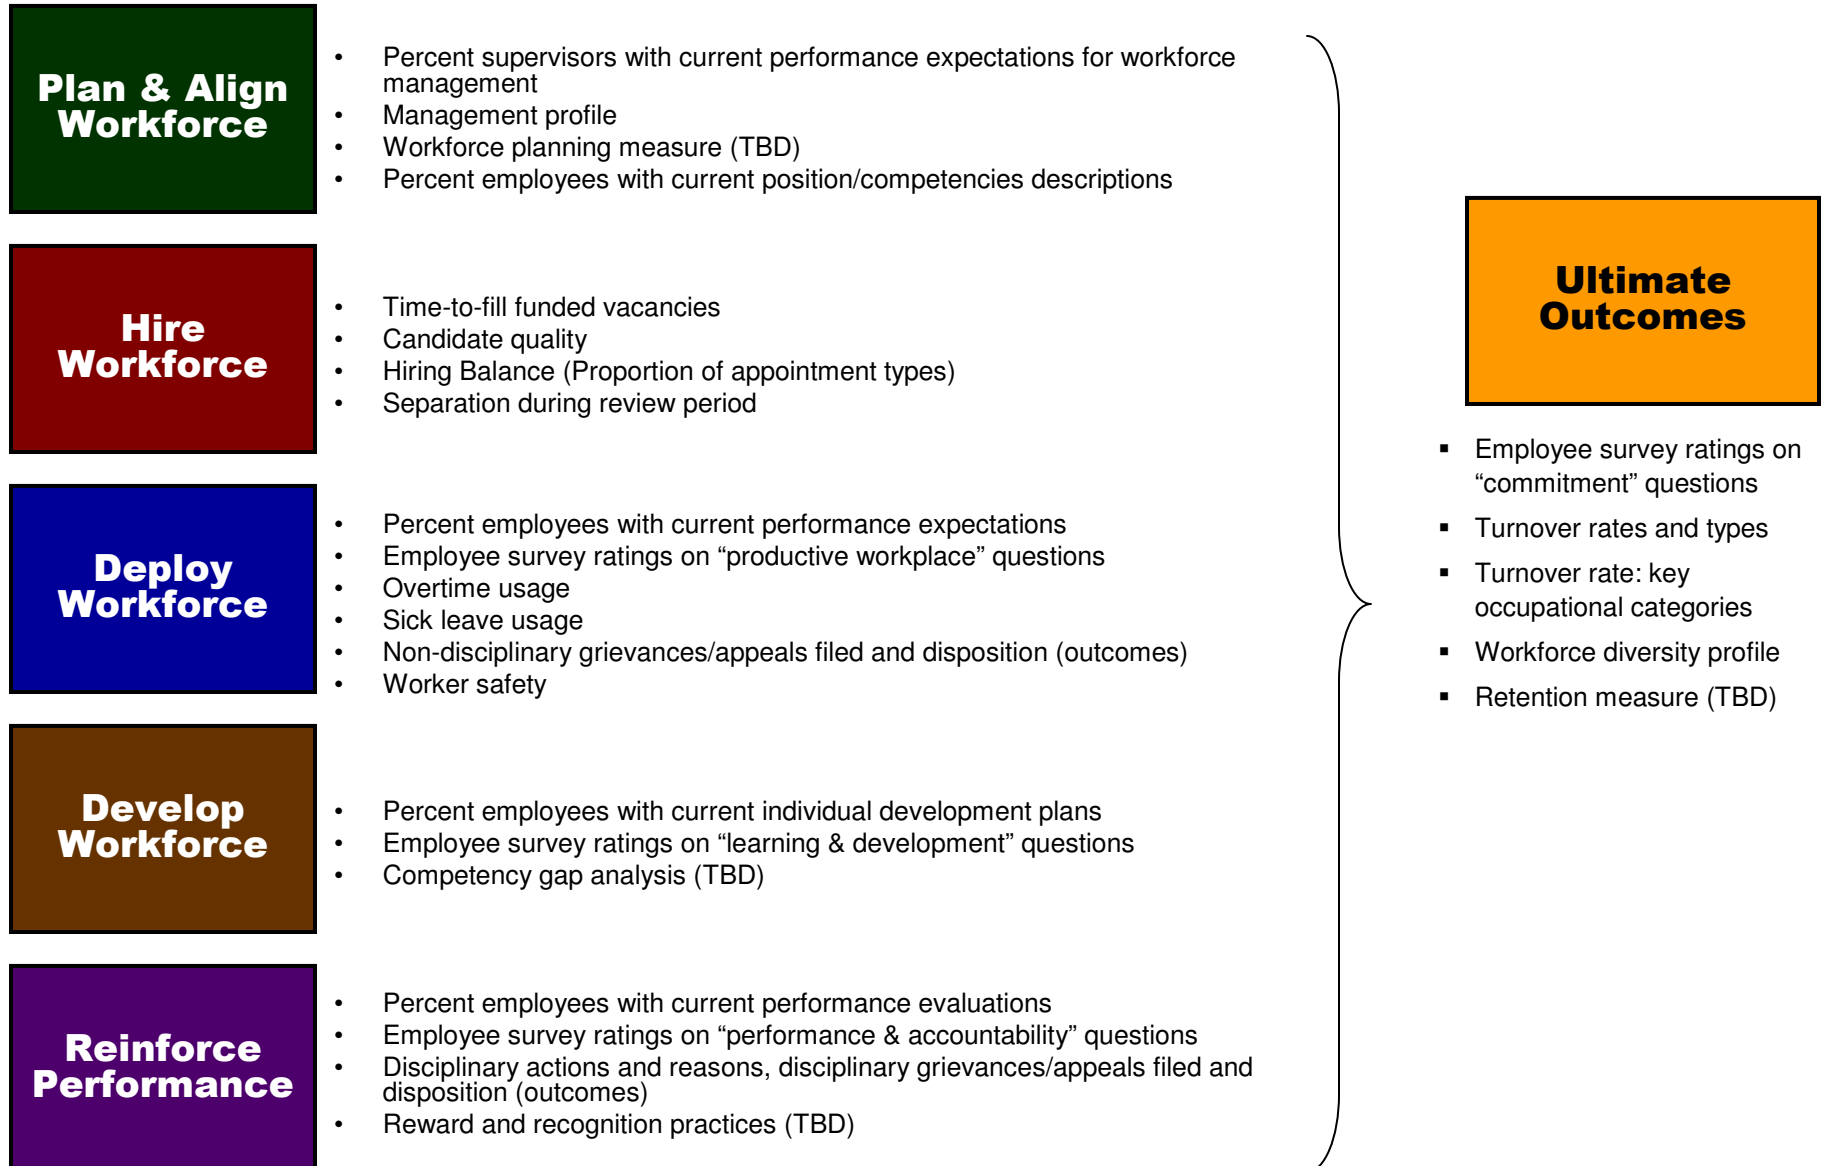 Plan & Align
Workforce
• Percent supervisors with current performance expectations for workforce
management
• Management profile
• Workforce planning measure (TBD)
• Percent employees with current position/competencies descriptions
Hire
Workforce
• Time-to-fill funded vacancies
• Candidate quality
• Hiring Balance (Proportion of appointment types)
• Separation during review period
Deploy
Workforce
• Percent employees with current performance expectations
• Employee survey ratings on “productive workplace” questions
• Overtime usage
• Sick leave usage
• Non-disciplinary grievances/appeals filed and disposition (outcomes)
• Worker safety
Develop
Workforce
• Percent employees with current individual development plans
• Employee survey ratings on “learning & development” questions
• Competency gap analysis (TBD)
Reinforce
Performance
• Percent employees with current performance evaluations
• Employee survey ratings on “performance & accountability” questions
• Disciplinary actions and reasons, disciplinary grievances/appeals filed and
disposition (outcomes)
• Reward and recognition practices (TBD)
Ultimate
Outcomes
▪ Employee survey ratings on
“commitment” questions
▪ Turnover rates and types
▪ Turnover rate: key
occupational categories
▪ Workforce diversity profile
▪ Retention measure (TBD)